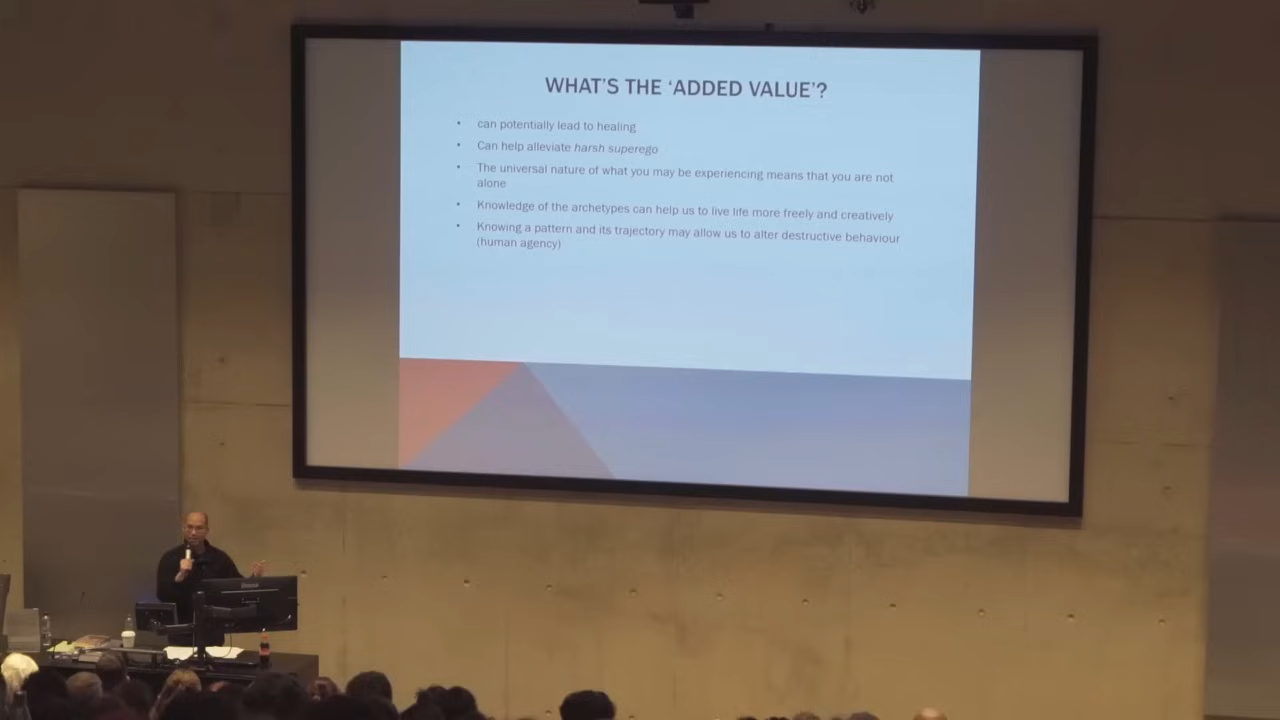 WHAT'S THE 'ADDED VALUE'?
• can potentially lead to healing
• Can help alleviate harsh superego
• The universal nature of what you may be experiencing means that you are not
alone
• Knowledge of the archetypes can help us to live life more freely and creatively
• Knowing a pattern and its trajectory may allow us to alter destructive behaviour
(human agency)